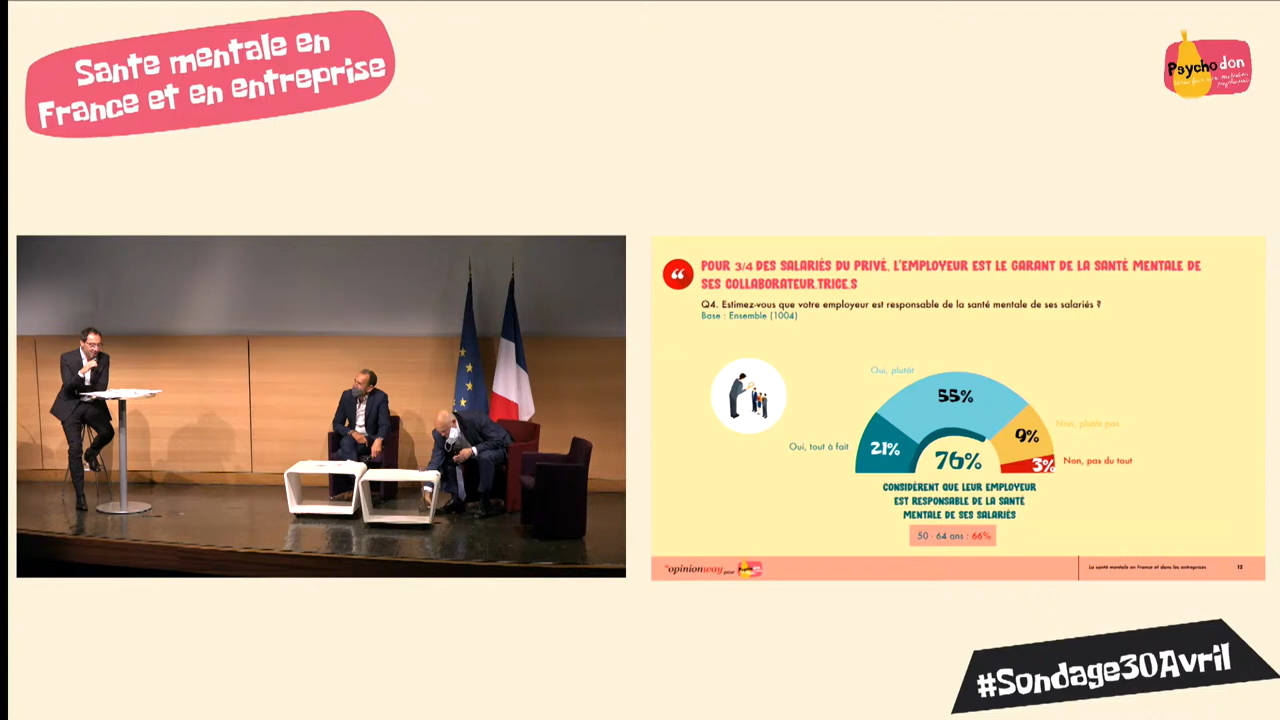 Sante mentale en
France et en entreprise
Psychodon
POUR 3/4 DES SALARIÉS DU PRIVÉ, L'EMPLOYEUR EST LE GARANT DE LA SANTÉ MENTALE DE
SES COLLABORATEUR.TRICE.S
Q4. Estimez-vous que votre employeur est responsable de la santé mentale de ses salariés ?
Base : Ensemble (1004)
Oui, plutôt
55%
Non, plutôt pas
9%
Oui, tout à fait
21%
76%
3%
Non, pas du tout
CONSIDÈRENT QUE LEUR EMPLOYEUR
EST RESPONSABLE DE LA SANTÉ
MENTALE DE SES SALARIÉS
50 - 64 ans : 66%
"opinionway pour Psychodon
La santé mentale en France et dans les entreprises
12
#Sondage30Avril